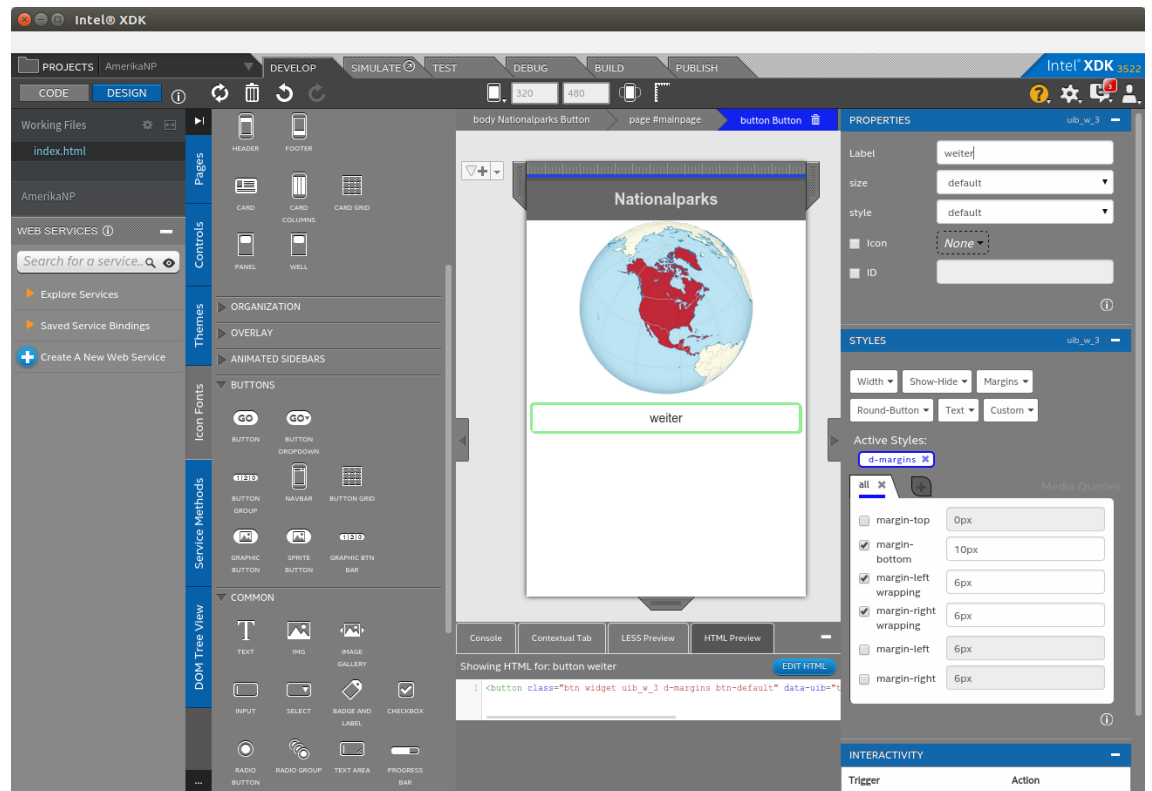 Intel® XDK
PROJECTS AmerikaNP
DEVELOP
SIMULATE
TEST
DEBUG
BUILD
PUBLISH
Intel® XDK 3522
CODE
DESIGN
320
480
3
Working Files
index.html
AmerikaNP
WEB SERVICES
Search for a service..
Explore Services
Saved Service Bindings
Create A New Web Service
Pages
Controls
Themes
Icon Fonts
Service Methods
DOM Tree View
...
HEADER
FOOTER
CARD
CARD COLUMNS
CARD GRID
PANEL
WELL
ORGANIZATION
OVERLAY
ANIMATED SIDEBARS
BUTTONS
GO
GO
BUTTON
BUTTON DROPDOWN
BUTTON GROUP
NAVBAR
BUTTON GRID
GRAPHIC BUTTON
SPRITE BUTTON
GRAPHIC BTN BAR
COMMON
T
TEXT
IMG
IMAGE GALLERY
INPUT
SELECT
BADGE AND LABEL
CHECKBOX
RADIO BUTTON
RADIO GROUP
TEXT AREA
PROGRESS BAR
body Nationalparks Button
page #mainpage
button Button
Nationalparks
weiter
Console
Contextual Tab
LESS Preview
HTML Preview
Showing HTML for: button weiter
EDIT HTML
1 <button class="btn widget uib_w_3 d-margins btn-default" data-uib="t
PROPERTIES uib_w_3
Label weiter
size default
style default
Icon None
ID
STYLES uib_w_3
Width
Show-Hide
Margins
Round-Button
Text
Custom
Active Styles:
d-margins
all
Media Queries
margin-top 0px
margin-bottom 10px
margin-left wrapping 6px
margin-right wrapping 6px
margin-left 6px
margin-right 6px
INTERACTIVITY
Trigger Action